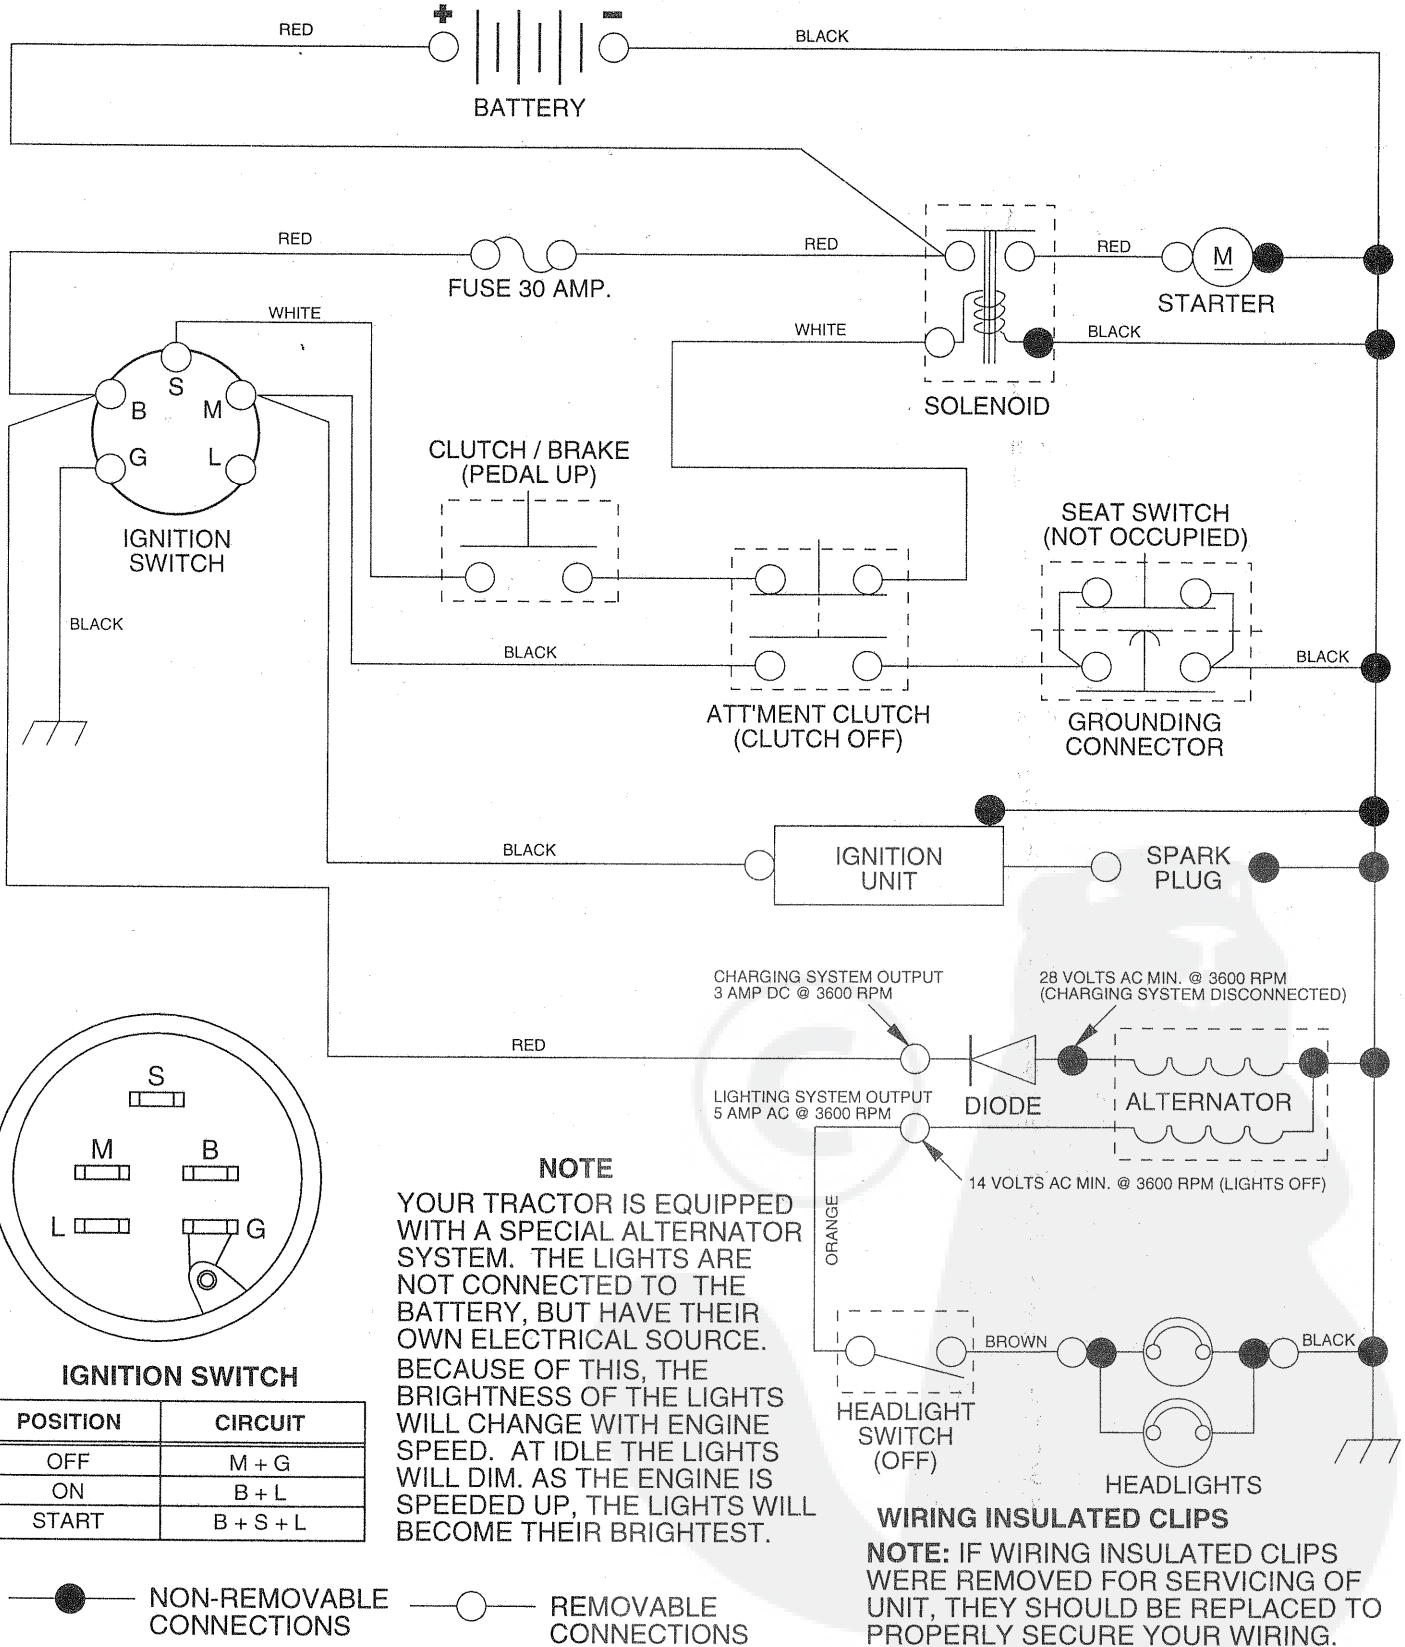 +
-
RED
BLACK
BATTERY
RED
RED
RED
M
FUSE 30 AMP.
STARTER
WHITE
WHITE
BLACK
S
B
M
G
L
SOLENOID
CLUTCH / BRAKE
(PEDAL UP)
IGNITION
SWITCH
SEAT SWITCH
(NOT OCCUPIED)
BLACK
BLACK
BLACK
ATT'MENT CLUTCH
(CLUTCH OFF)
GROUNDING
CONNECTOR
BLACK
IGNITION
UNIT
SPARK
PLUG
CHARGING SYSTEM OUTPUT
3 AMP DC @ 3600 RPM
28 VOLTS AC MIN. @ 3600 RPM
(CHARGING SYSTEM DISCONNECTED)
RED
LIGHTING SYSTEM OUTPUT
5 AMP AC @ 3600 RPM
DIODE
ALTERNATOR
14 VOLTS AC MIN. @ 3600 RPM (LIGHTS OFF)
ORANGE
S
M
B
L
G
NOTE
YOUR TRACTOR IS EQUIPPED
WITH A SPECIAL ALTERNATOR
SYSTEM. THE LIGHTS ARE
NOT CONNECTED TO THE
BATTERY, BUT HAVE THEIR
OWN ELECTRICAL SOURCE.
BECAUSE OF THIS, THE
BRIGHTNESS OF THE LIGHTS
WILL CHANGE WITH ENGINE
SPEED. AT IDLE THE LIGHTS
WILL DIM. AS THE ENGINE IS
SPEEDED UP, THE LIGHTS WILL
BECOME THEIR BRIGHTEST.
BROWN
BLACK
HEADLIGHT
SWITCH
(OFF)
HEADLIGHTS
IGNITION SWITCH
POSITION CIRCUIT
OFF M + G
ON B + L
START B + S + L
WIRING INSULATED CLIPS
NOTE: IF WIRING INSULATED CLIPS
WERE REMOVED FOR SERVICING OF
UNIT, THEY SHOULD BE REPLACED TO
PROPERLY SECURE YOUR WIRING.
NON-REMOVABLE
CONNECTIONS
REMOVABLE
CONNECTIONS
©